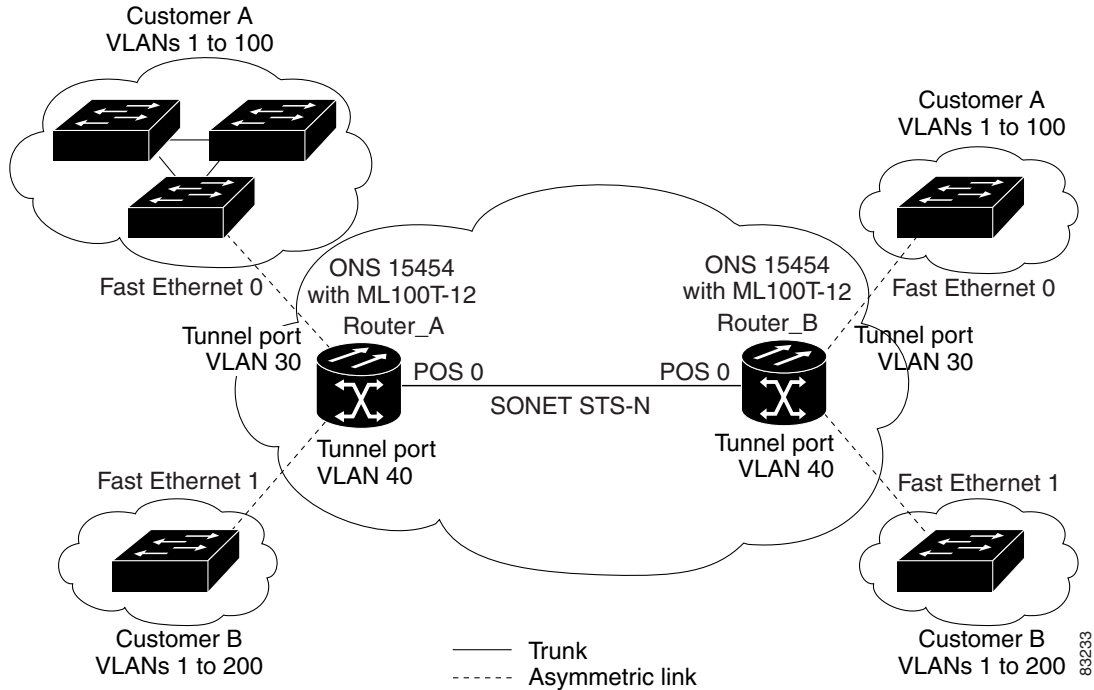 Customer A
VLANs 1 to 100
Customer A
VLANs 1 to 100
Fast Ethernet 0
ONS 15454
with ML100T-12
Router_A
ONS 15454
with ML100T-12
Router_B
Fast Ethernet 0
Tunnel port
VLAN 30
Tunnel port
VLAN 30
POS 0
POS 0
SONET STS-N
Tunnel port
VLAN 40
Tunnel port
VLAN 40
Fast Ethernet 1
Fast Ethernet 1
Customer B
VLANs 1 to 200
Customer B
VLANs 1 to 200
Trunk
Asymmetric link
83233